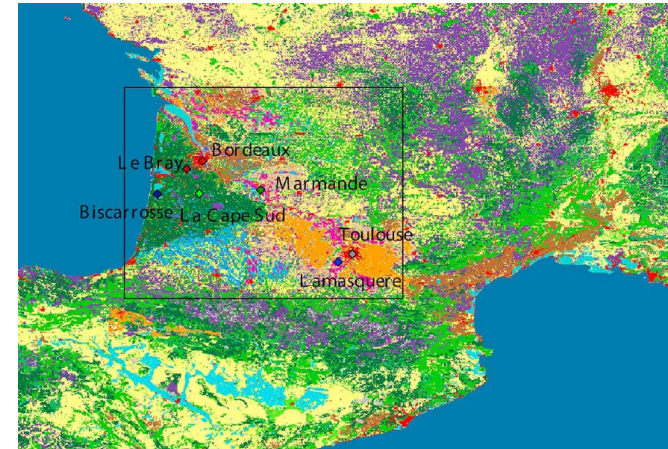 Bordeaux
Le Bray
Marmande
Biscarrosse
La Cape Sud
Toulouse
Lamasquere